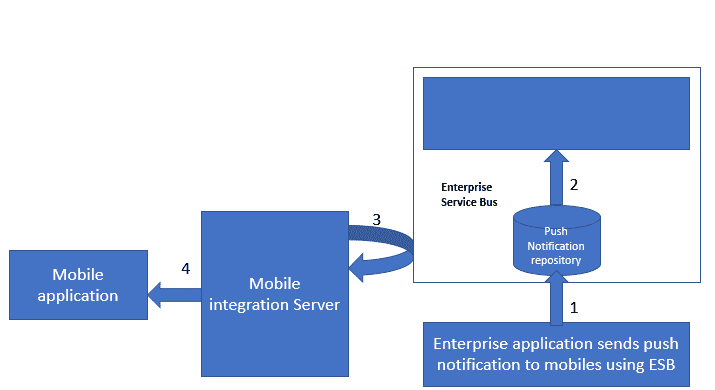 2
Enterprise
Service Bus
3
Push
Notification
repository
4
Mobile
application
Mobile
integration Server
1
Enterprise application sends push
notification to mobiles using ESB